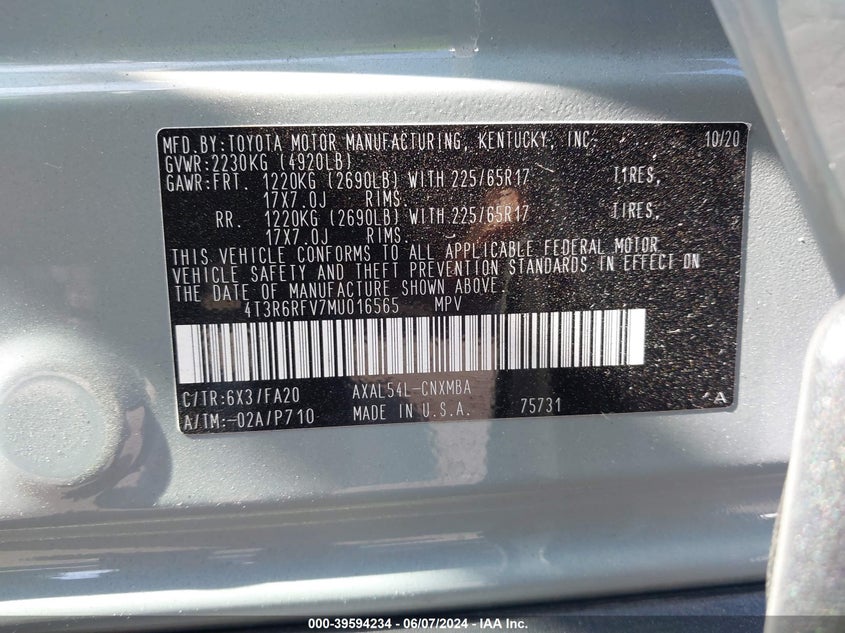 MFD.BY:TOYOTA MOTOR MANUFACTURING, KENTUCKY, INC. 10/20
GVWR:2230KG (4920LB)
GAWR:FRT. 1220KG (2690LB) WITH 225/65R17 TIRES,
17X7.0J RIMS.
RR. 1220KG (2690LB) WITH 225/65R17 TIRES,
17X7.0J RIMS.
THIS VEHICLE CONFORMS TO ALL APPLICABLE FEDERAL MOTOR
VEHICLE SAFETY AND THEFT PREVENTION STANDARDS IN EFFECT ON
THE DATE OF MANUFACTURE SHOWN ABOVE.
4T3R6RFV7MU016565 MPV
C/TR:6X3/FA20 AXAL54L-CNXMBA
A/TM:-02A/P710 MADE IN U.S.A. 75731 A
000-39594234 - 06/07/2024 - © IAA Inc.